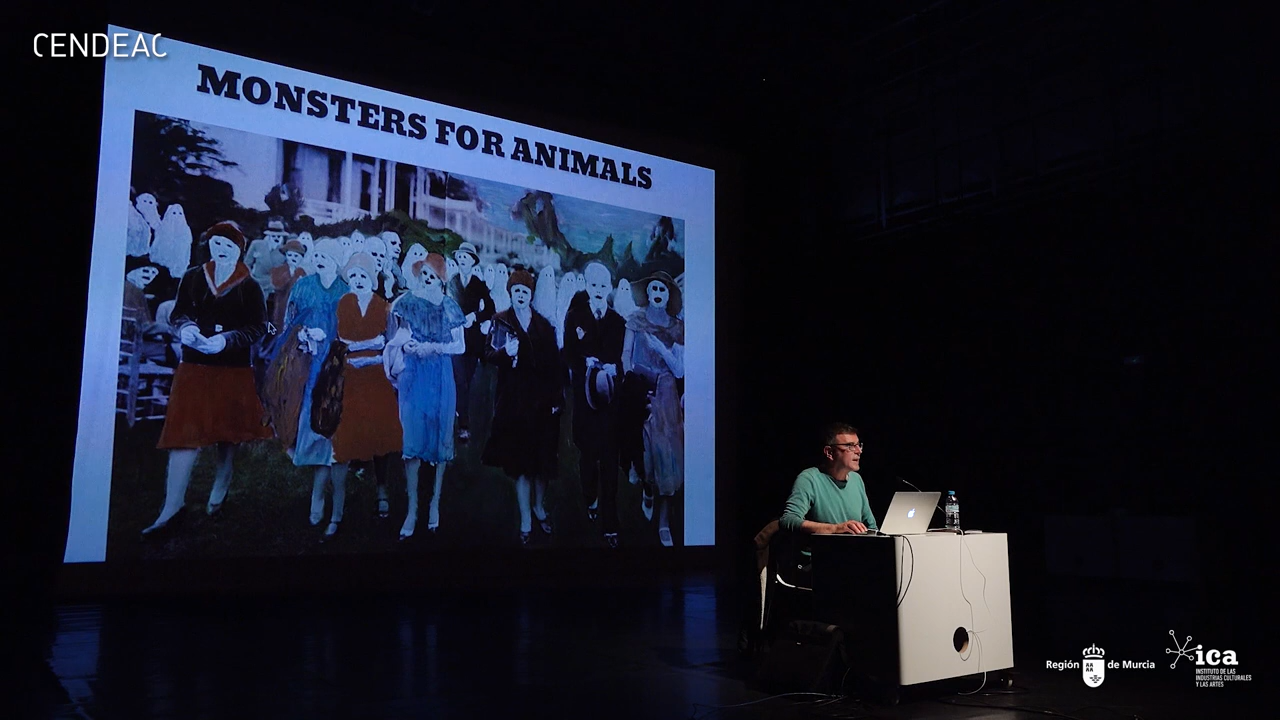 CENDEAC
MONSTERS FOR ANIMALS
Región de Murcia
ica
INSTITUTO DE LAS
INDUSTRIAS CULTURALES
Y LAS ARTES